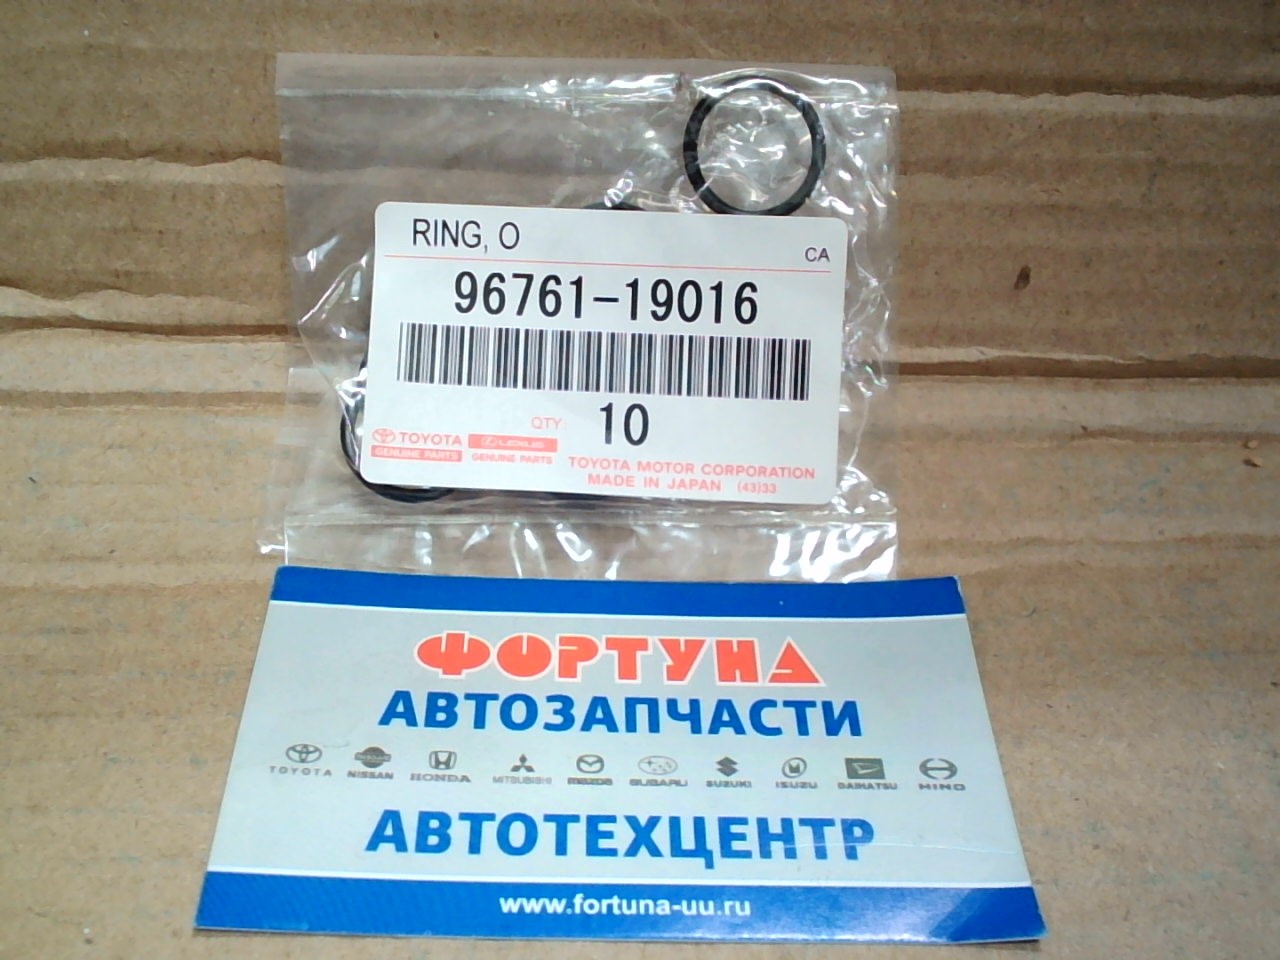 RING, O
CA
96761-19016
QTY: 10
TOYOTA LEXUS
GENUINE PARTS GENUINE PARTS
TOYOTA MOTOR CORPORATION
MADE IN JAPAN (43)33
ФОРТУНА
АВТОЗАПЧАСТИ
TOYOTA NISSAN HONDA MITSUBISHI mazda SUBARU SUZUKI ISUZU DAIHATSU HINO
АВТОТЕХЦЕНТР
www.fortuna-uu.ru